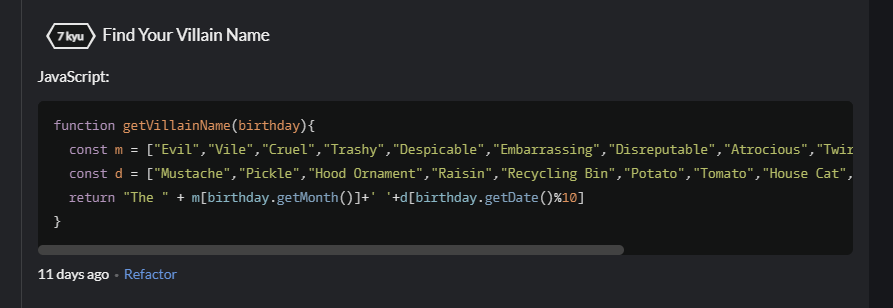 7 kyu Find Your Villain Name
JavaScript:
function getVillainName(birthday){
  const m = ["Evil","Vile","Cruel","Trashy","Despicable","Embarrassing","Disreputable","Atrocious","Twir
  const d = ["Mustache","Pickle","Hood Ornament","Raisin","Recycling Bin","Potato","Tomato","House Cat",
  return "The " + m[birthday.getMonth()]+' '+d[birthday.getDate()%10]
}
11 days ago • Refactor